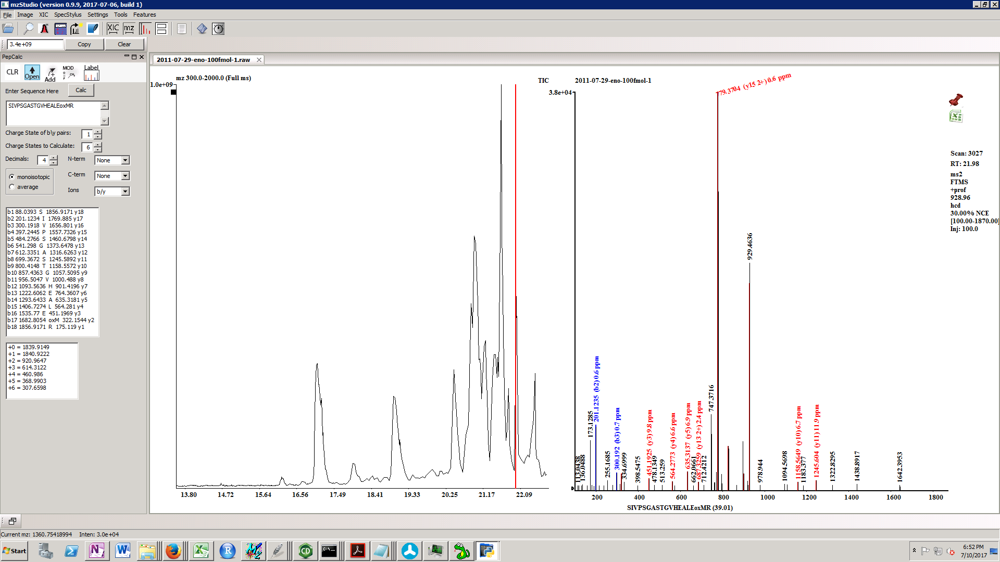 mzStudio (version 0.9.9, 2017-07-06, build 1)
File Image XIC SpecStylus Settings Tools Features
XIC mz
3.4e+09 Copy Clear
PepCalc
CLR Open Add MOD Label
Enter Sequence Here Calc
SIVPSGASTGVHEALEoxMR
Charge State of b\y pairs: 1
Charge States to Calculate: 6
Decimals: 4 N-term None
monoisotopic
average
C-term None
Ions b/y
b1 88.0393 S 1856.9171 y18
b2 201.1234 I 1769.885 y17
b3 300.1918 V 1656.801 y16
b4 397.2445 P 1557.7326 y15
b5 484.2766 S 1460.6798 y14
b6 541.298 G 1373.6478 y13
b7 612.3351 A 1316.6263 y12
b8 699.3672 S 1245.5892 y11
b9 800.4148 T 1158.5572 y10
b10 857.4363 G 1057.5095 y9
b11 956.5047 V 1000.488 y8
b12 1093.5636 H 901.4196 y7
b13 1222.6062 E 764.3607 y6
b14 1293.6433 A 635.3181 y5
b15 1406.7274 L 564.281 y4
b16 1535.77 E 451.1969 y3
b17 1682.8054 oxM 322.1544 y2
b18 1856.9171 R 175.119 y1
+0 = 1839.9149
+1 = 1840.9222
+2 = 920.9647
+3 = 614.3122
+4 = 460.986
+5 = 368.9903
+6 = 307.6598
2011-07-29-eno-100fmol-1.raw
mz 300.0-2000.0 (Full ms)
TIC
1.0e+09
13.80 14.72 15.64 16.56 17.49 18.41 19.33 20.25 21.17 22.09
2011-07-29-eno-100fmol-1
3.8e+04
779.3704 (y15 2+) 0.6 ppm
929.4636
747.3716
201.1235 (b2) 0.6 ppm
173.1285
113.0438
136.0488
255.1685
300.192 (b3) 0.7 ppm
334.6999
398.5475
451.1925 (y3) 9.8 ppm
478.1349
513.259
564.2773 (y4) 6.6 ppm
635.3137 (y5) 6.9 ppm
662.0661
687.3259 (y13 2+) 2.4 ppm
712.4212
978.944
1094.5698
1158.5649 (y10) 6.7 ppm
1183.377
1245.604 (y11) 11.9 ppm
1322.8295
1438.8917
1642.3953
200 400 600 800 1000 1200 1400 1600 1800
SIVPSGASTGVHEALEoxMR (39.01)
Scan: 3027
RT: 21.98
ms2
FTMS
+prof
928.96
hcd
30.00% NCE
[100.00-1870.00]
Inj: 100.0
Current mz: 1360.75418994 Inten: 3.0e+04
Start
6:52 PM
7/10/2017